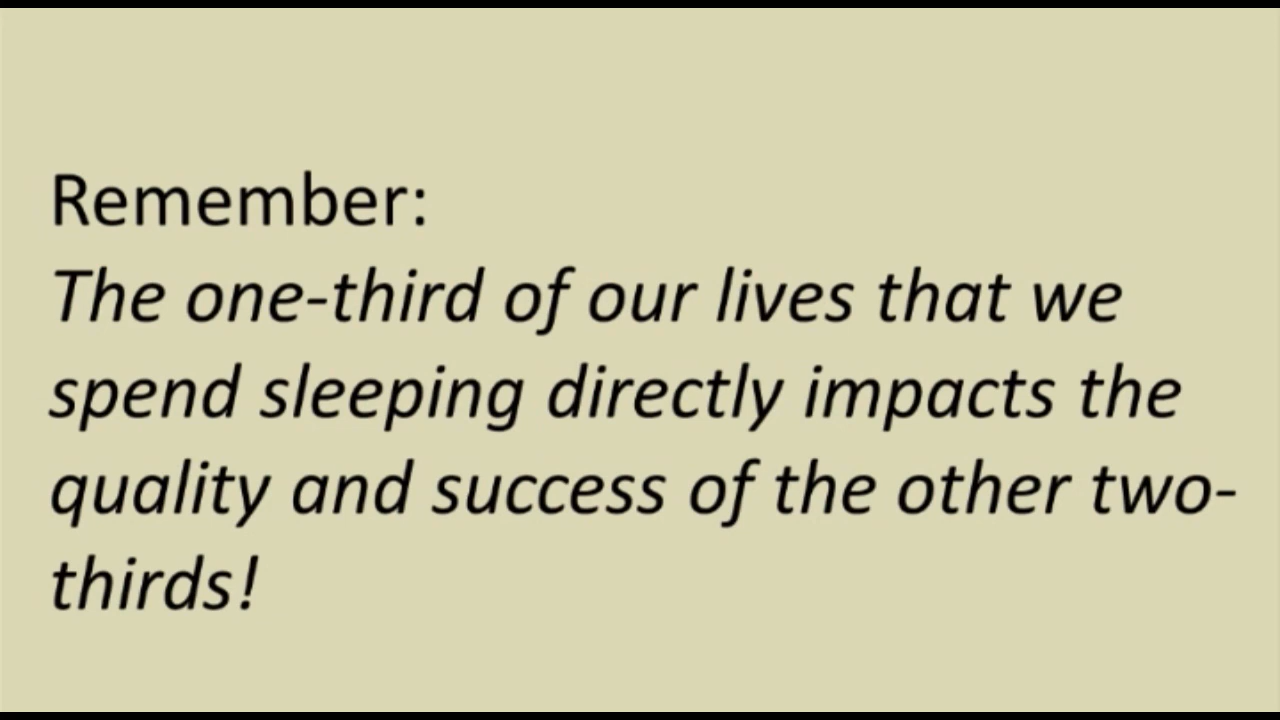 Remember:
The one-third of our lives that we
spend sleeping directly impacts the
quality and success of the other two-
thirds!